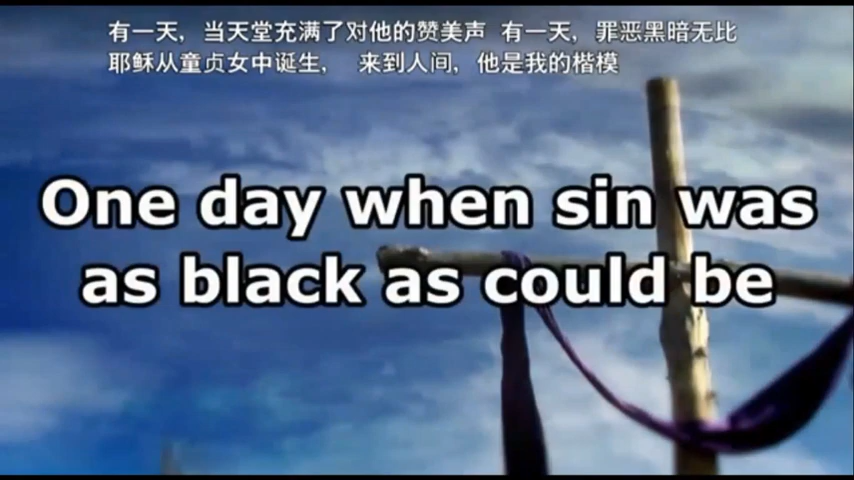 有一天，当天堂充满了对他的赞美声 有一天，罪恶黑暗无比
耶稣从童贞女中诞生， 来到人间，他是我的楷模
One day when sin was
as black as could be